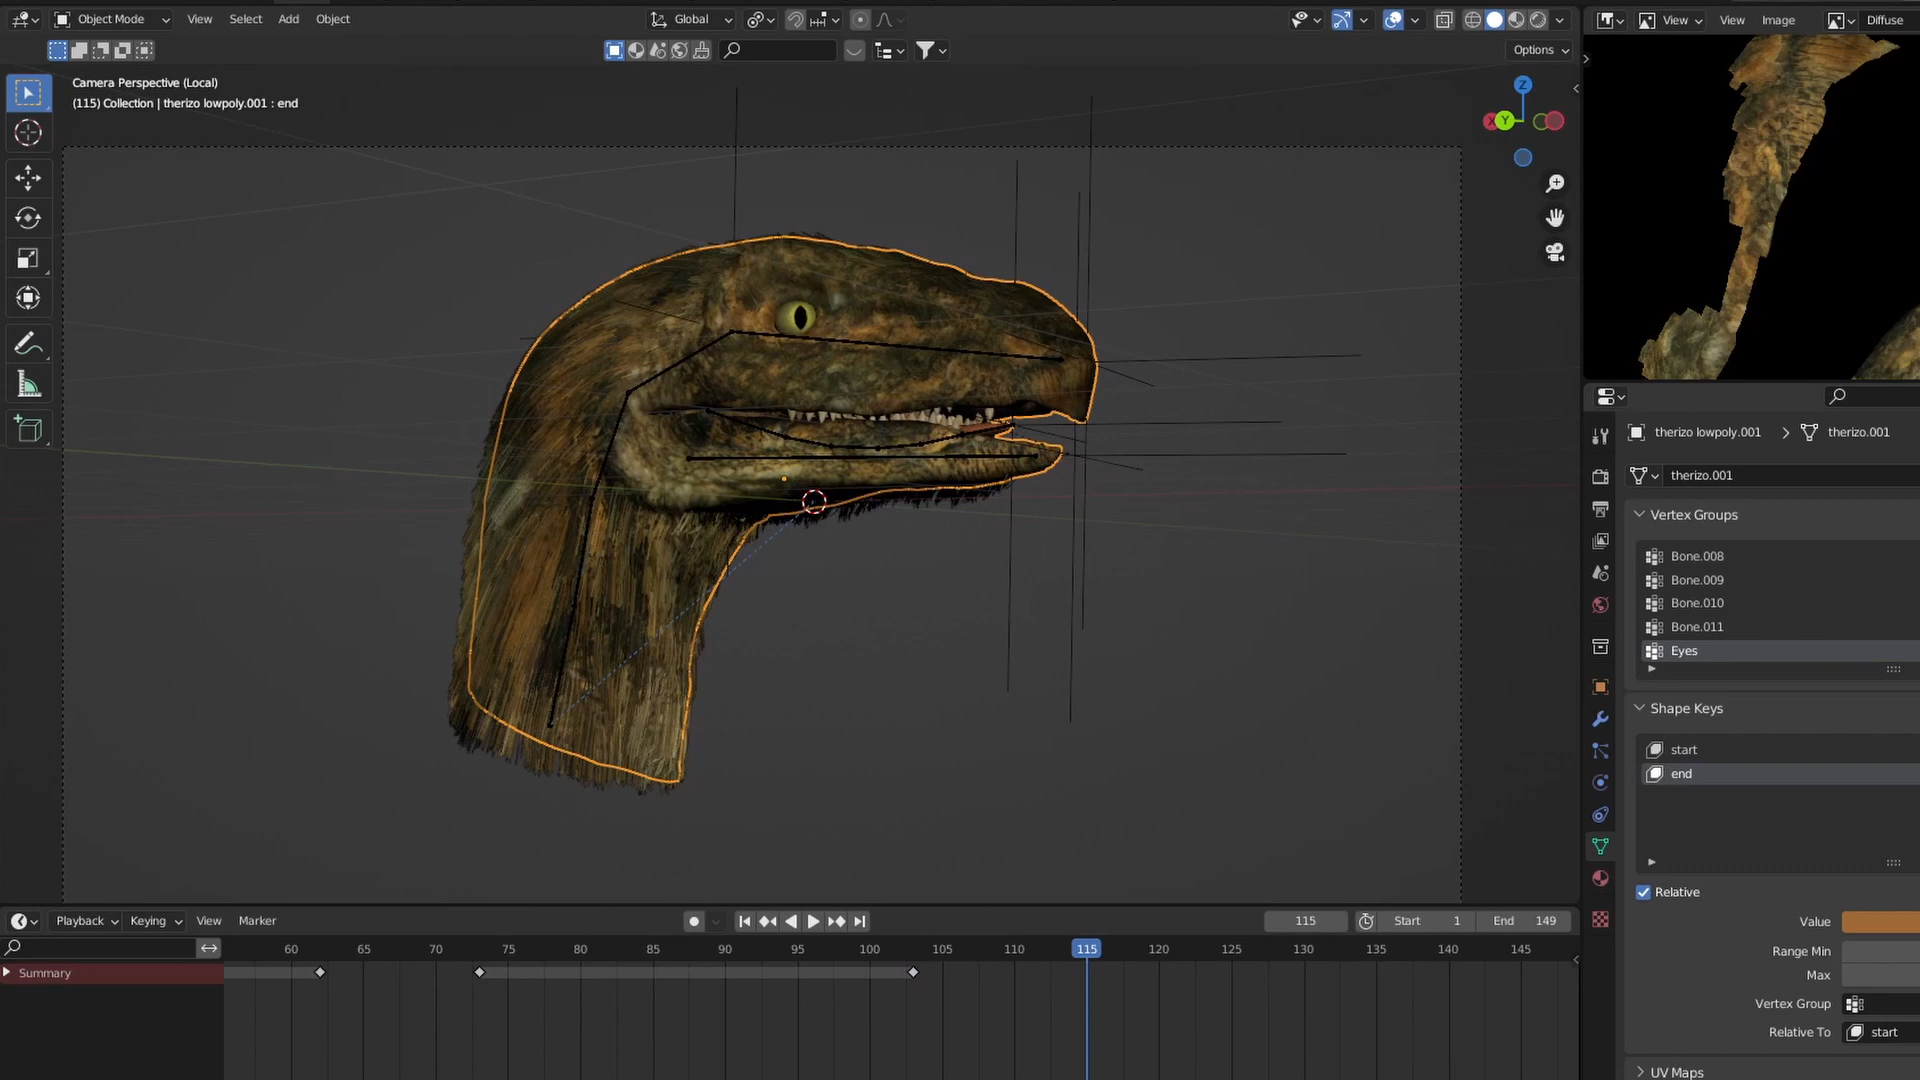 Object Mode View Select Add Object Global View View Image Diffuse
Options
Camera Perspective (Local)
(115) Collection | therizo lowpoly.001 : end
Z
X Y
therizo lowpoly.001 therizo.001
therizo.001
Vertex Groups
Bone.008
Bone.009
Bone.010
Bone.011
Eyes
Shape Keys
start
end
Relative
Value
Range Min
Max
Vertex Group
Relative To start
UV Maps
Playback Keying View Marker 115 Start 1 End 149
60 65 70 75 80 85 90 95 100 105 110 115 120 125 130 135 140 145
Summary